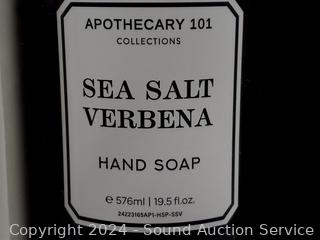 APOTHECARY 101
COLLECTIONS
SEA SALT
VERBENA
HAND SOAP
℮ 576ml | 19.5 fl.oz.
24223165AP1-HSP-SSV
Copyright 2024 - Sound Auction Service